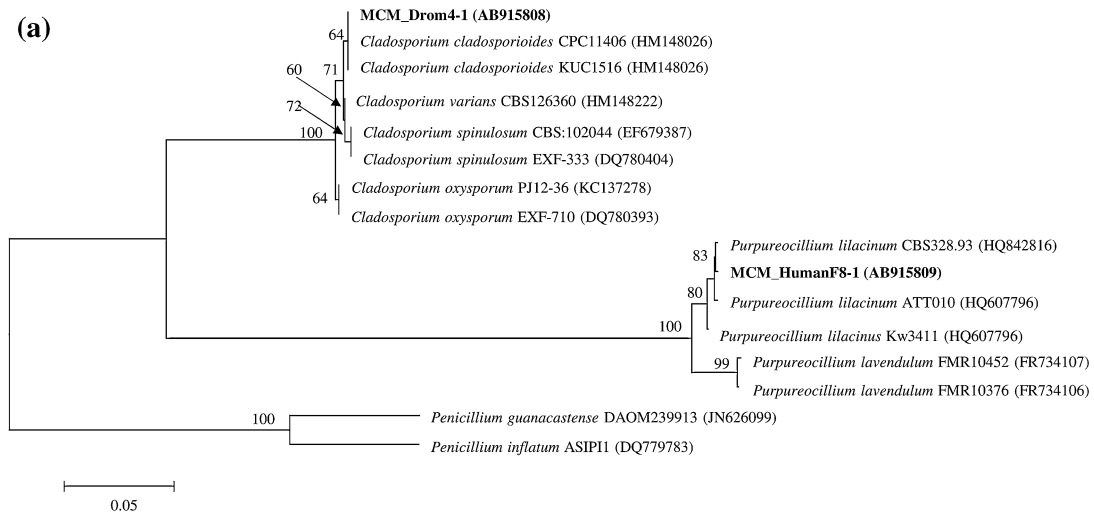 (a)
MCM_Drom4-1 (AB915808)
64
Cladosporium cladosporioides CPC11406 (HM148026)
Cladosporium cladosporioides KUC1516 (HM148026)
71
60
Cladosporium varians CBS126360 (HM148222)
72
Cladosporium spinulosum CBS:102044 (EF679387)
100
Cladosporium spinulosum EXF-333 (DQ780404)
Cladosporium oxysporum PJ12-36 (KC137278)
64
Cladosporium oxysporum EXF-710 (DQ780393)
Purpureocillium lilacinum CBS328.93 (HQ842816)
83
MCM_HumanF8-1 (AB915809)
80
Purpureocillium lilacinum ATT010 (HQ607796)
100
Purpureocillium lilacinus Kw3411 (HQ607796)
99
Purpureocillium lavendulum FMR10452 (FR734107)
Purpureocillium lavendulum FMR10376 (FR734106)
100
Penicillium guanacastense DAOM239913 (JN626099)
Penicillium inflatum ASIPI1 (DQ779783)
0.05